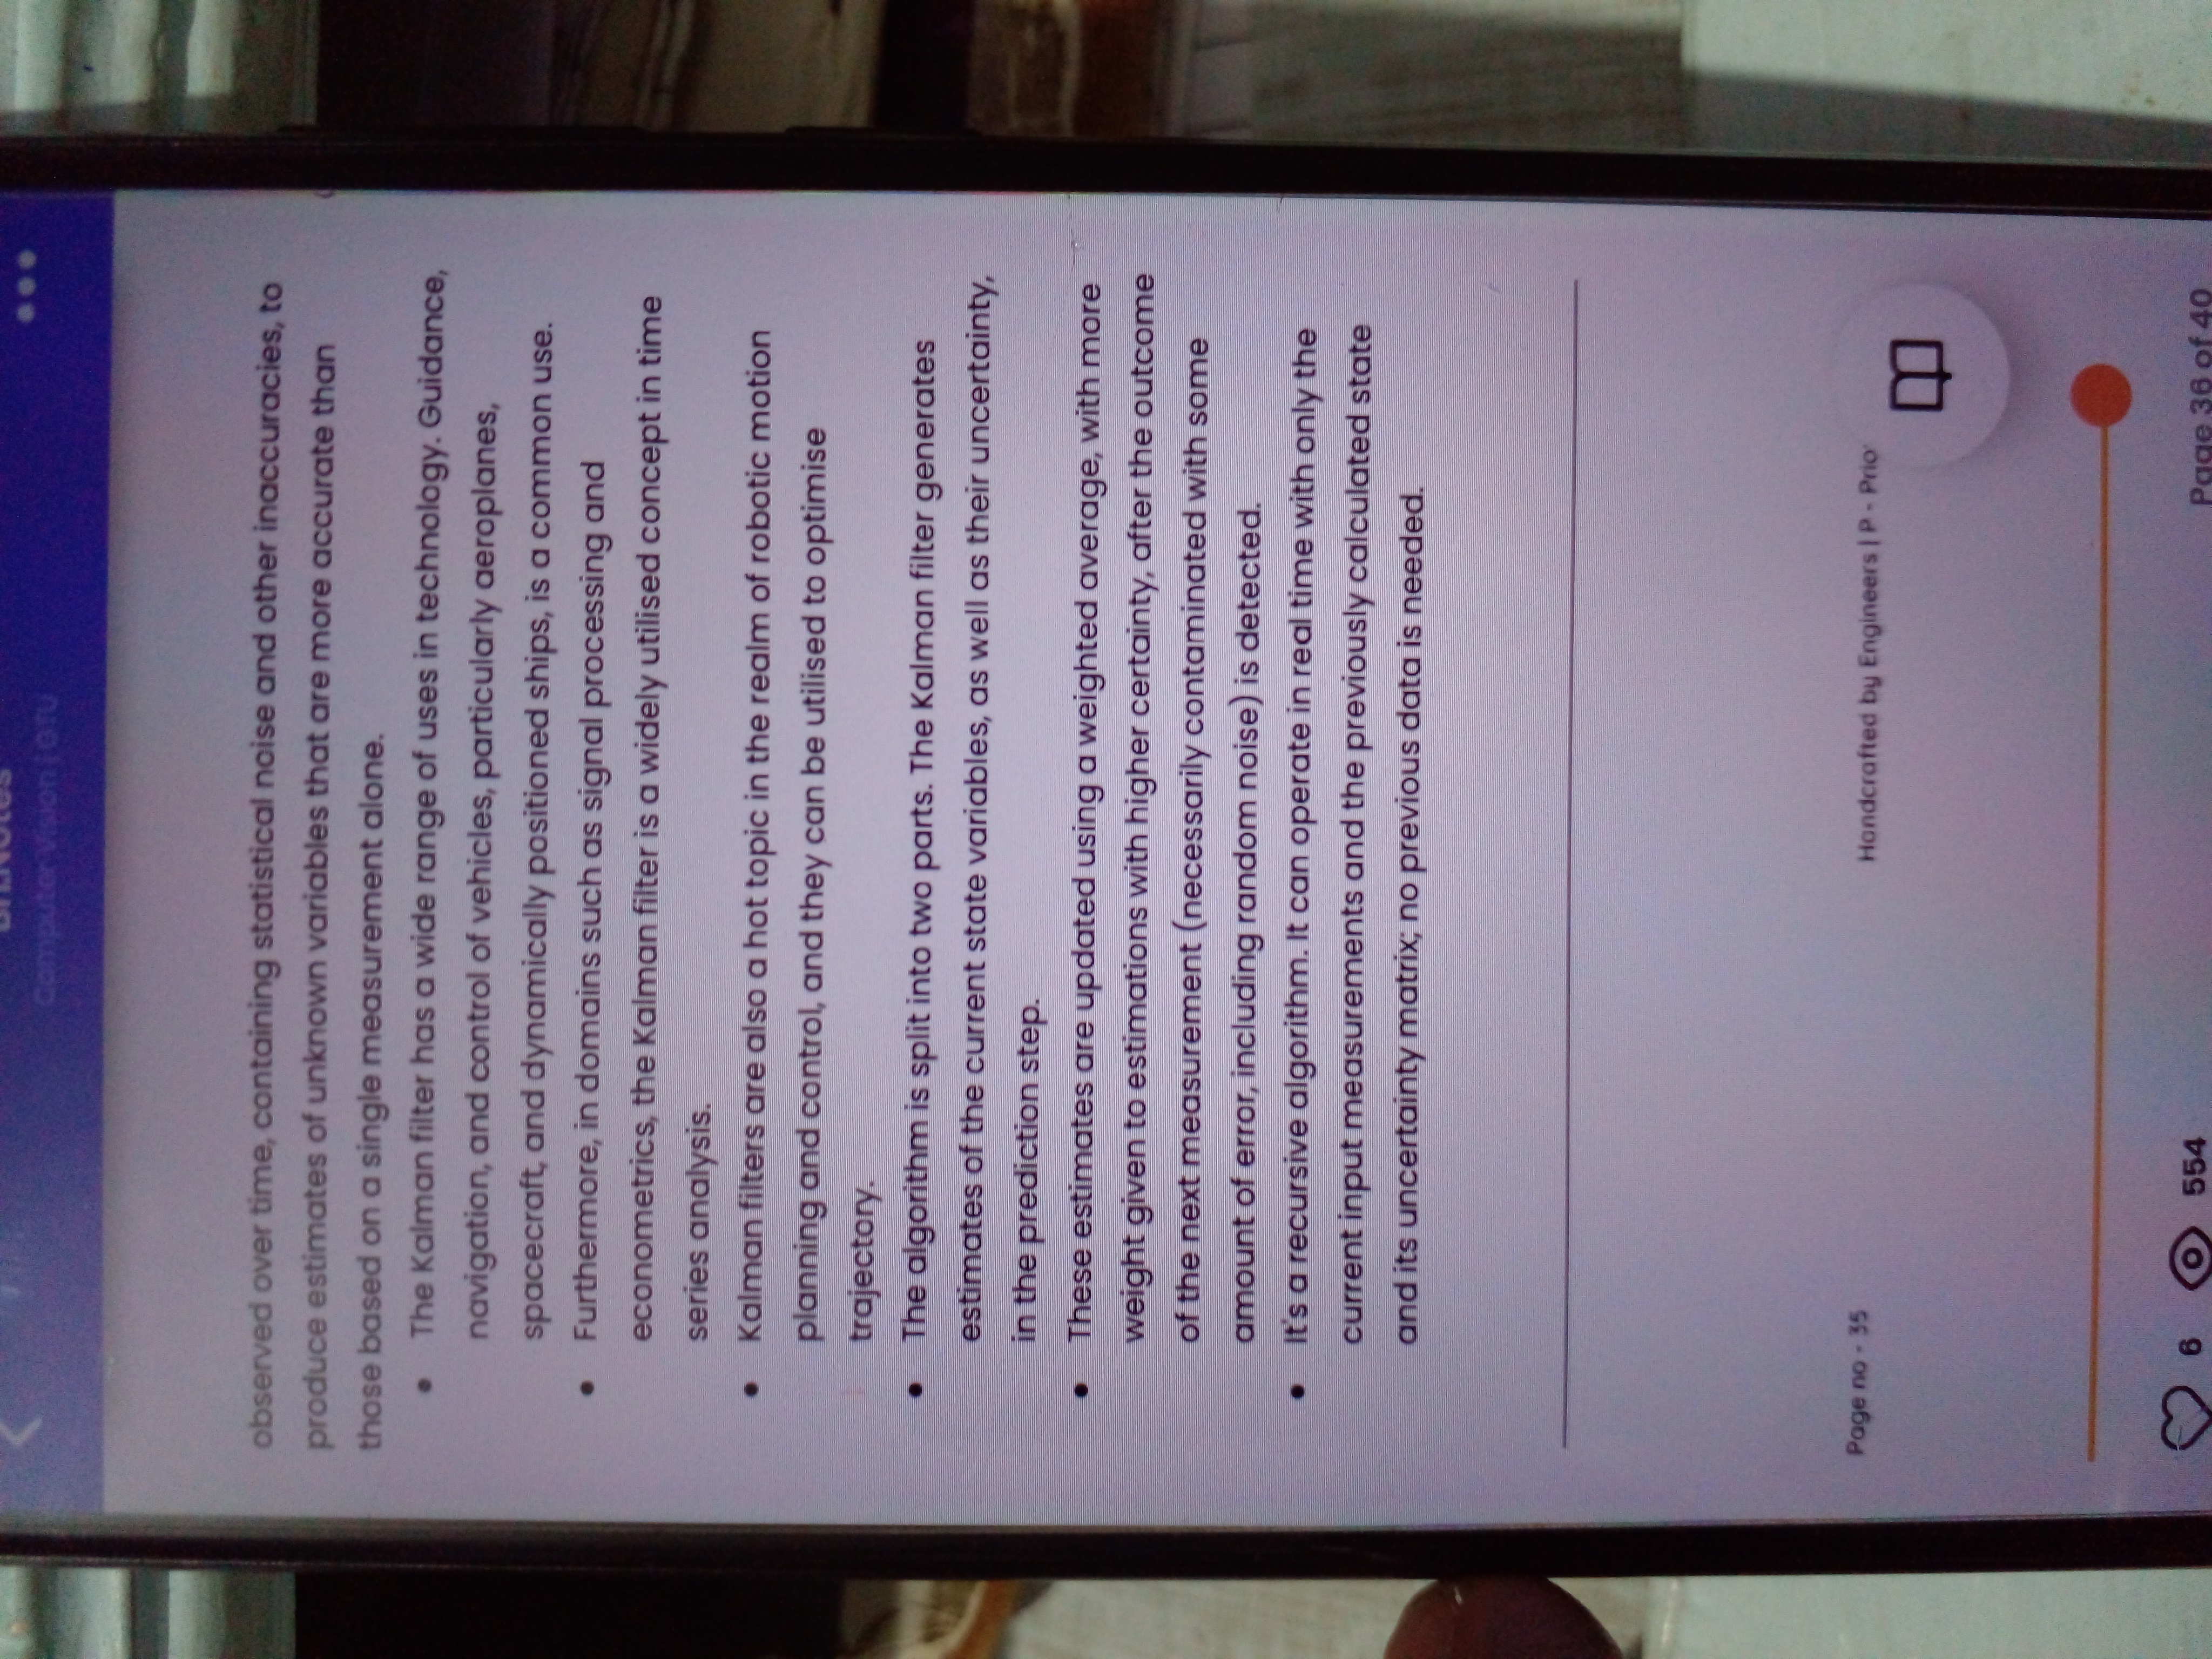 Computer Vision | GTU
observed over time, containing statistical noise and other inaccuracies, to
produce estimates of unknown variables that are more accurate than
those based on a single measurement alone.
• The Kalman filter has a wide range of uses in technology. Guidance,
navigation, and control of vehicles, particularly aeroplanes,
spacecraft, and dynamically positioned ships, is a common use.
• Furthermore, in domains such as signal processing and
econometrics, the Kalman filter is a widely utilised concept in time
series analysis.
• Kalman filters are also a hot topic in the realm of robotic motion
planning and control, and they can be utilised to optimise
trajectory.
• The algorithm is split into two parts. The Kalman filter generates
estimates of the current state variables, as well as their uncertainty,
in the prediction step.
• These estimates are updated using a weighted average, with more
weight given to estimations with higher certainty, after the outcome
of the next measurement (necessarily contaminated with some
amount of error, including random noise) is detected.
• It's a recursive algorithm. It can operate in real time with only the
current input measurements and the previously calculated state
and its uncertainty matrix; no previous data is needed.
Page no - 35
Handcrafted by Engineers | P - Prio
6 554
Page 36 of 40